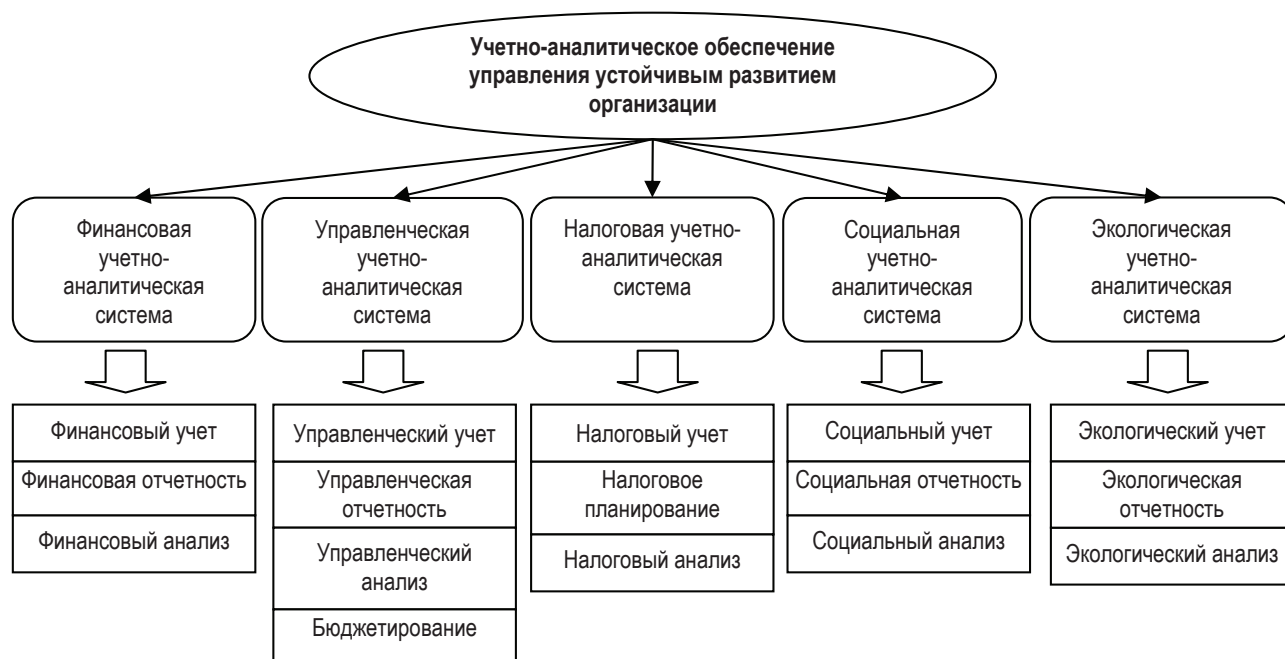 Учетно-аналитическое обеспечение
управления устойчивым развитием
организации
Финансовая
учетно-
аналитическая
система
Управленческая
учетно-
аналитическая
система
Налоговая учетно-
аналитическая
система
Социальная
учетно-
аналитическая
система
Экологическая
учетно-
аналитическая
система
Финансовый учет
Финансовая отчетность
Финансовый анализ
Управленческий учет
Управленческая
отчетность
Управленческий
анализ
Бюджетирование
Налоговый учет
Налоговое
планирование
Налоговый анализ
Социальный учет
Социальная отчетность
Социальный анализ
Экологический учет
Экологическая
отчетность
Экологический анализ